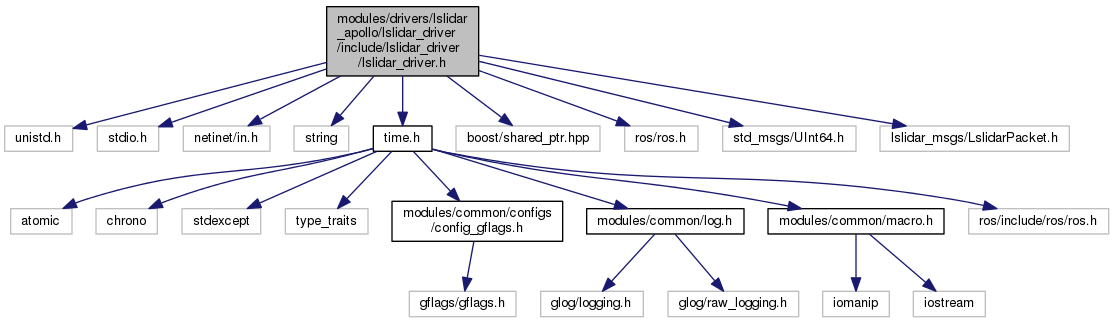 modules/drivers/lslidar
_apollo/lslidar_driver
/include/lslidar_driver
/lslidar_driver.h
unistd.h
stdio.h
netinet/in.h
string
time.h
boost/shared_ptr.hpp
ros/ros.h
std_msgs/UInt64.h
lslidar_msgs/LslidarPacket.h
atomic
chrono
stdexcept
type_traits
modules/common/configs
/config_gflags.h
modules/common/log.h
modules/common/macro.h
ros/include/ros/ros.h
gflags/gflags.h
glog/logging.h
glog/raw_logging.h
iomanip
iostream